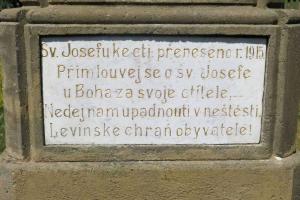 Sv. Josefu ke cti přeneseno r. 1915
Přimlouvej se o sv. Josefe
u Boha za svoje ctitele,
Nedej nám upadnouti v neštěstí,
Levinské chraň obyvatele!